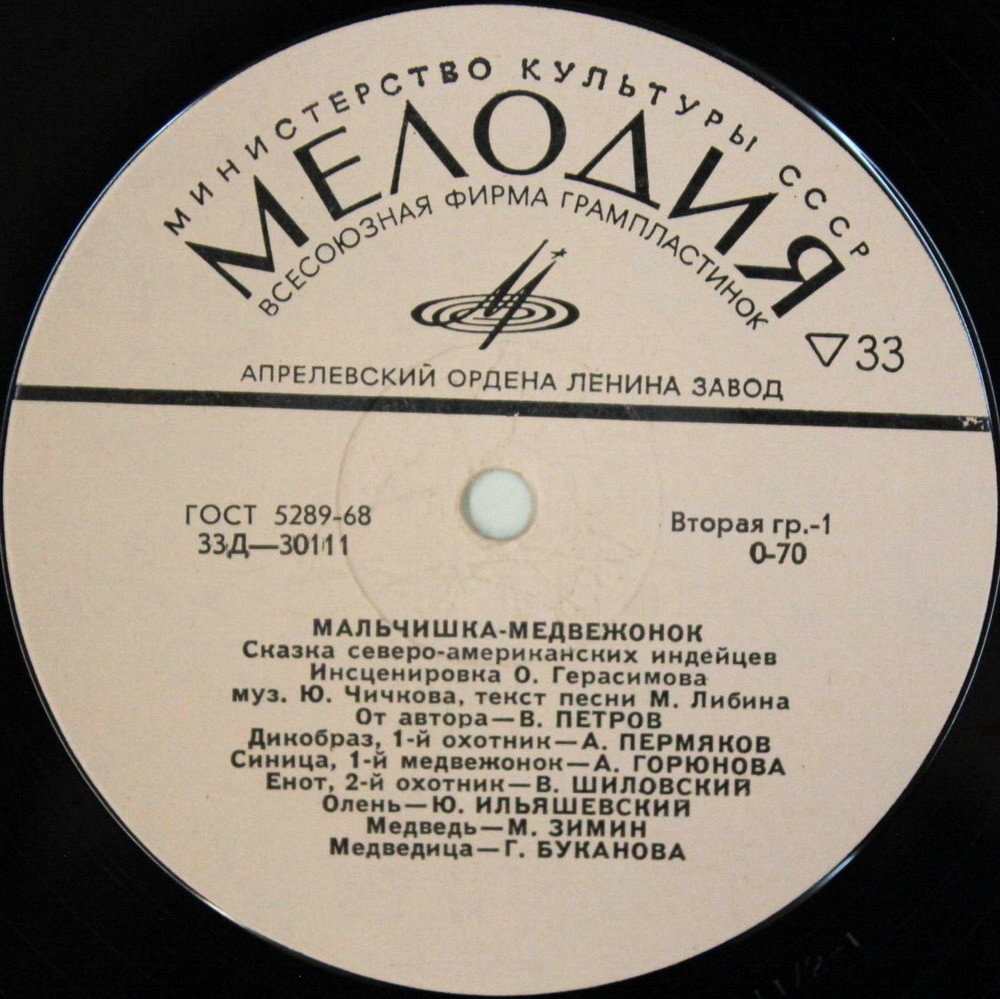 МИНИСТЕРСТВО КУЛЬТУРЫ СССР
МЕЛОДИЯ
ВСЕСОЮЗНАЯ ФИРМА ГРАМПЛАСТИНОК
33
АПРЕЛЕВСКИЙ ОРДЕНА ЛЕНИНА ЗАВОД
ГОСТ 5289-68
33Д—30111
Вторая гр.-1
0-70
МАЛЬЧИШКА-МЕДВЕЖОНОК
Сказка северо-американских индейцев
Инсценировка О. Герасимова
муз. Ю. Чичкова, текст песни М. Либина
От автора—В. ПЕТРОВ
Дикобраз, 1-й охотник—А. ПЕРМЯКОВ
Синица, 1-й медвежонок—А. ГОРЮНОВА
Енот, 2-й охотник—В. ШИЛОВСКИЙ
Олень—Ю. ИЛЬЯШЕВСКИЙ
Медведь—М. ЗИМИН
Медведица—Г. БУКАНОВА